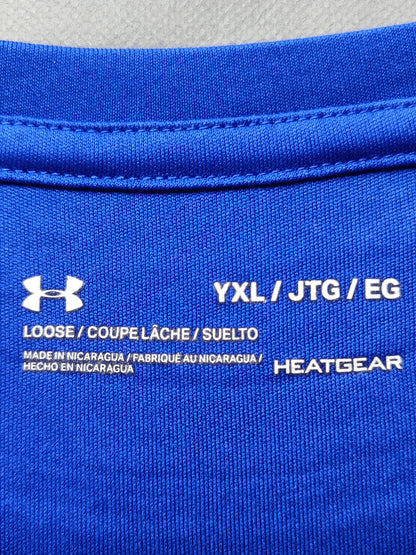 YXL / JTG / EG
LOOSE / COUPE LÂCHE / SUELTO
MADE IN NICARAGUA / FABRIQUÉ AU NICARAGUA /
HECHO EN NICARAGUA
HEATGEAR